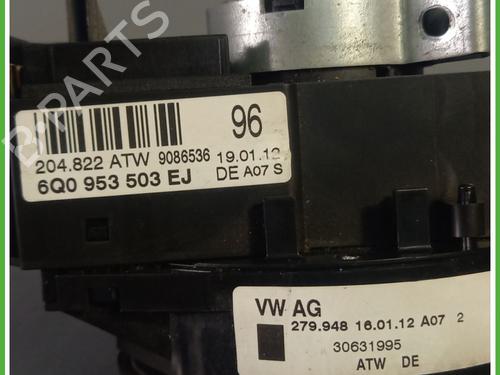 B-PARTS
96
204.822 ATW 9086536 19.01.12
6Q0 953 503 EJ DE A07 S
VW AG
279.948 16.01.12 A07 2
30631995
ATW DE